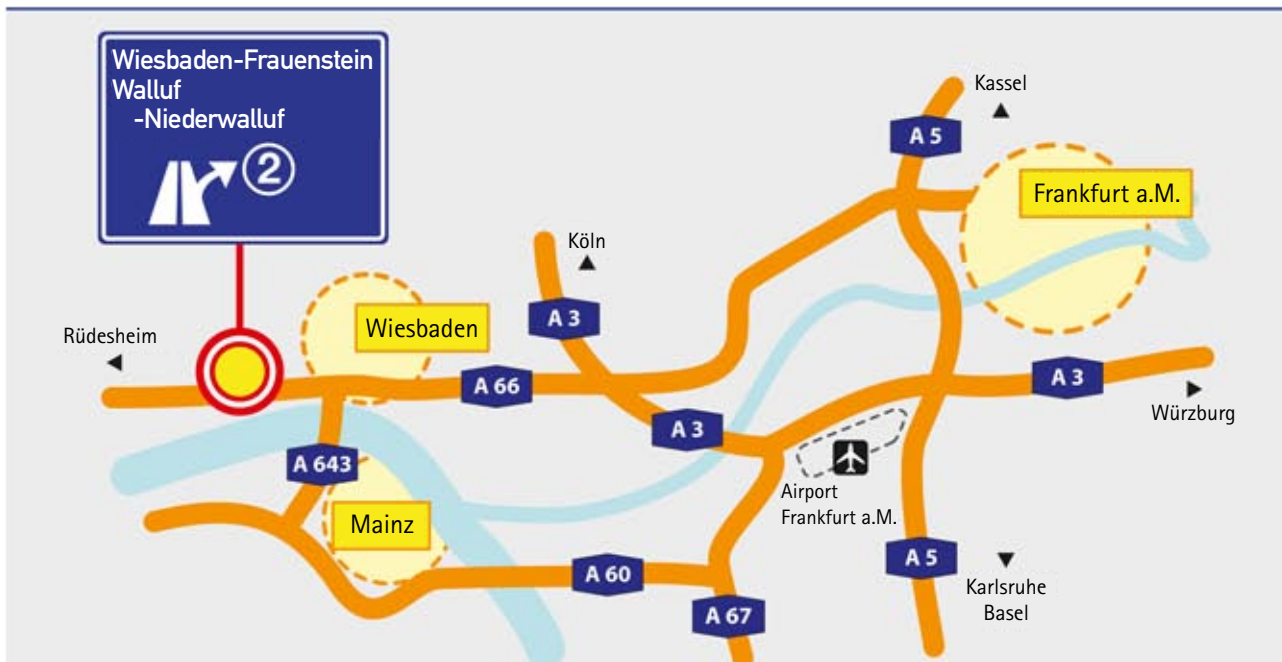 Wiesbaden-Frauenstein
Walluf
-Niederwalluf
2
Kassel
A 5
Frankfurt a.M.
Köln
A 3
Wiesbaden
Rüdesheim
A 66
A 3
Würzburg
A 3
A 643
Airport
Frankfurt a.M.
Mainz
A 60
A 5
Karlsruhe
Basel
A 67